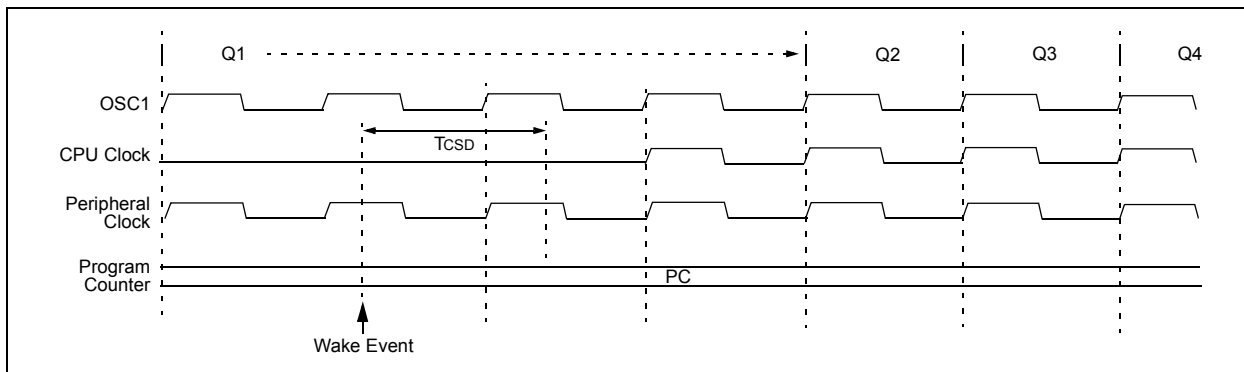 Q1 Q2 Q3 Q4
OSC1
TCSD
CPU Clock
Peripheral
Clock
Program
Counter
PC
Wake Event